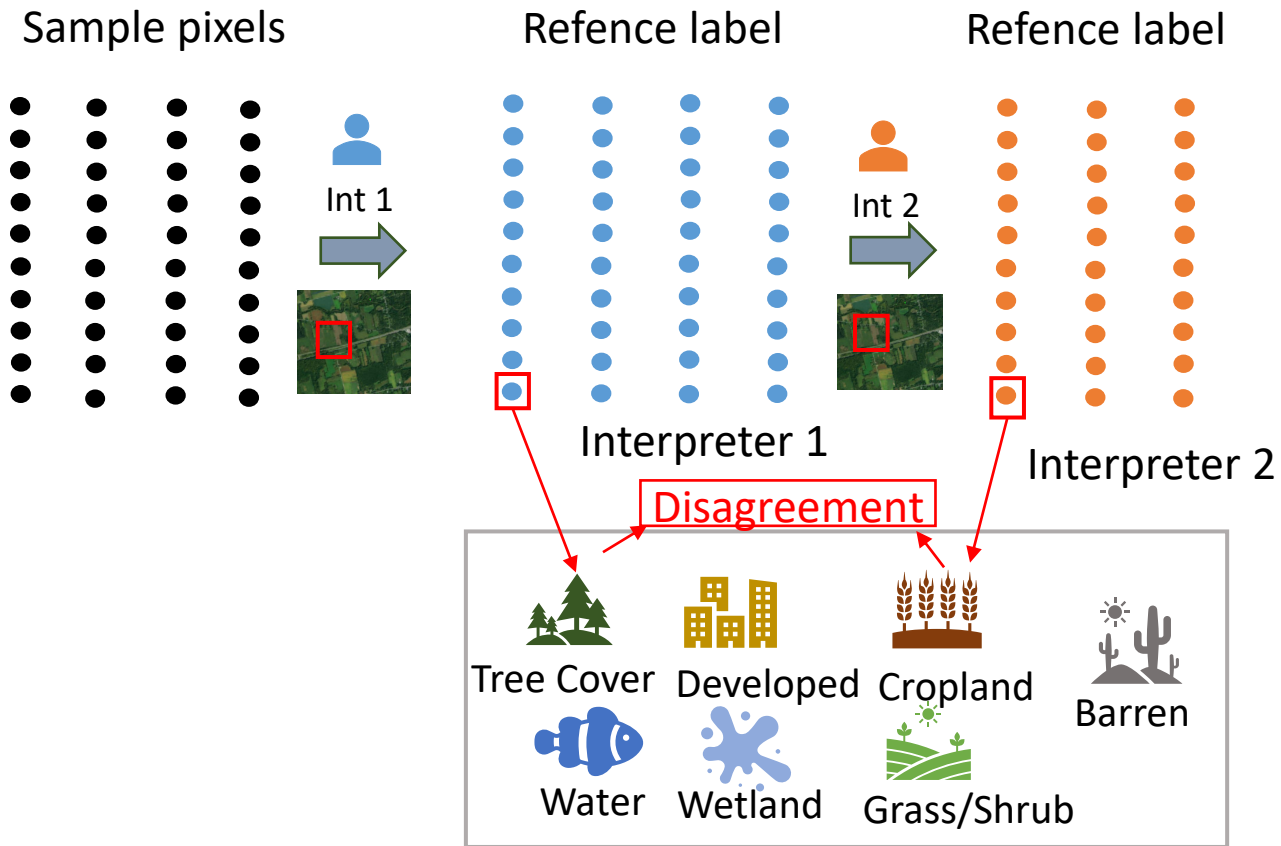 Sample pixels
Refence label
Refence label
Int 1
Int 2
Interpreter 1
Interpreter 2
Disagreement
Tree Cover
Developed
Cropland
Barren
Water
Wetland
Grass/Shrub